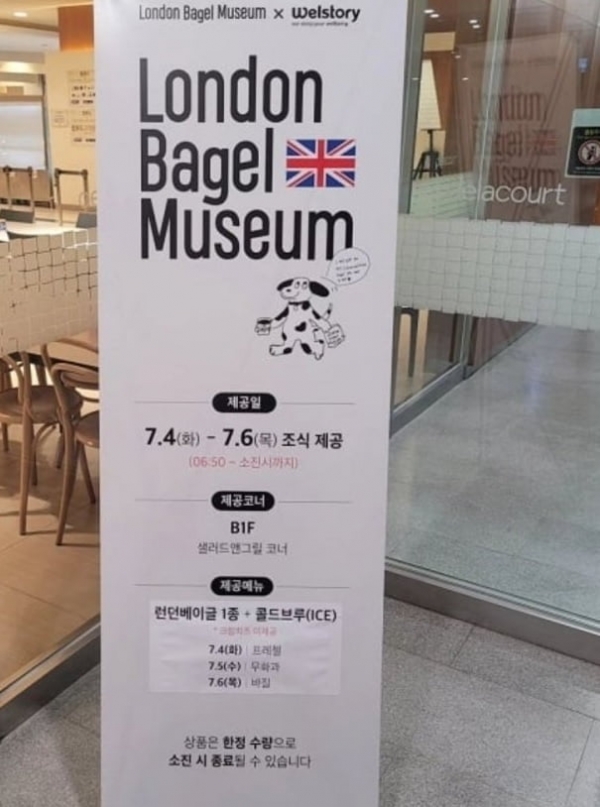 London Bagel Museum × Welstory
London
Bagel
Museum
제공일
7.4(화) - 7.6(목) 조식 제공
(06:50 ~ 소진시까지)
제공코너
B1F
샐러드앤그릴 코너
제공메뉴
런던베이글 1종 + 콜드브루(ICE)
* 크림치즈 미제공
7.4(화) | 프레첼
7.5(수) | 무화과
7.6(목) | 바질
상품은 한정 수량으로
소진 시 종료될 수 있습니다
elacourt